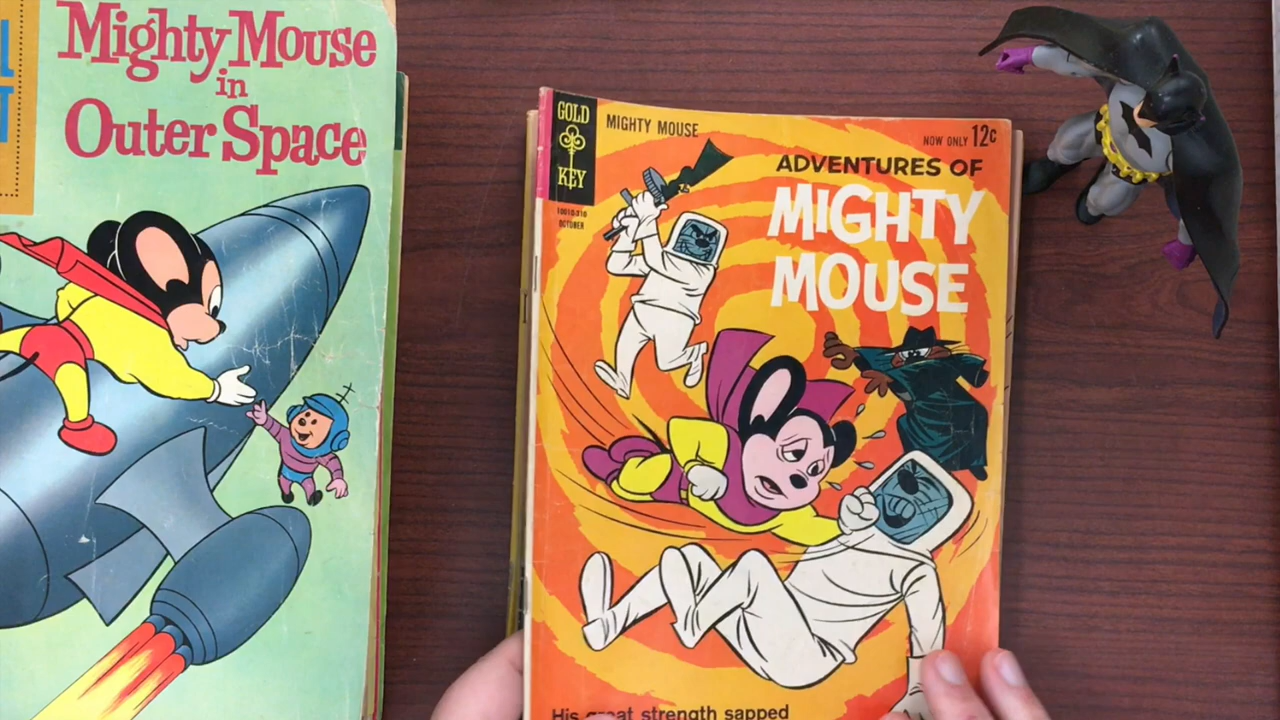 L
T
Mighty Mouse
in
Outer Space
GOLD
KEY
MIGHTY MOUSE
NOW ONLY 12¢
ADVENTURES OF
MIGHTY
MOUSE
OCTOBER
His great strength sapped